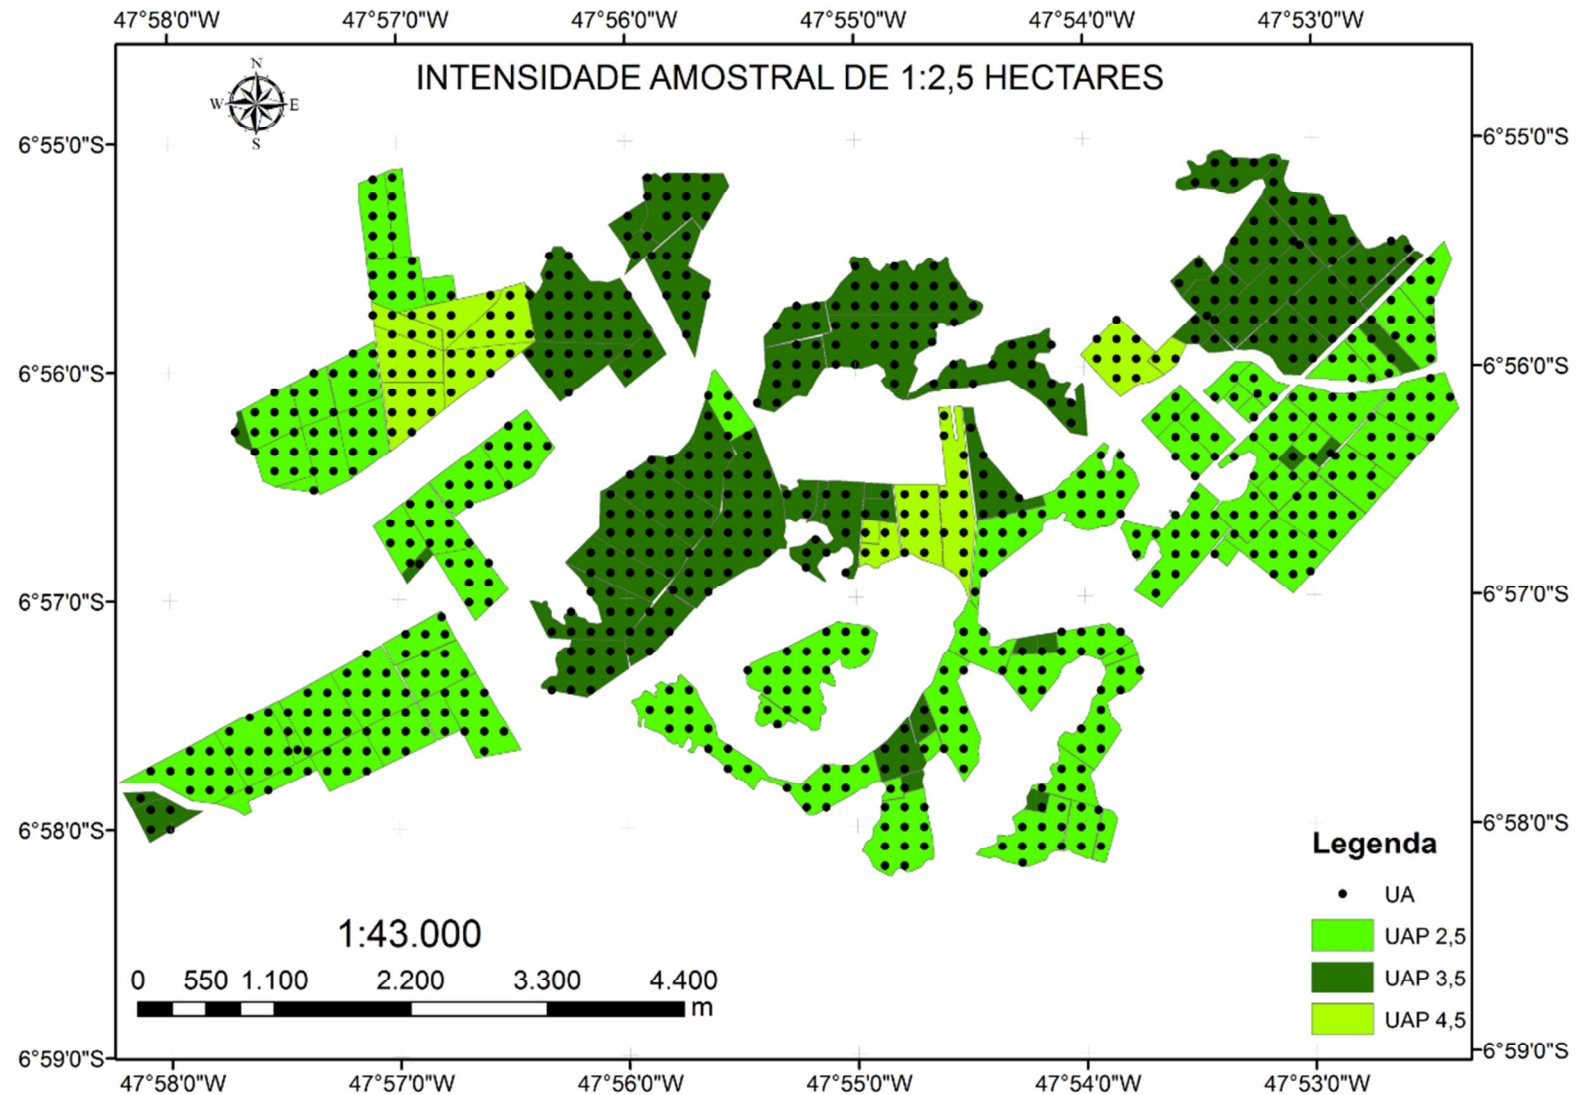 47°58'0"W 47°57'0"W 47°56'0"W 47°55'0"W 47°54'0"W 47°53'0"W
INTENSIDADE AMOSTRAL DE 1:2,5 HECTARES
N
W E
S
6°55'0"S 6°55'0"S
6°56'0"S 6°56'0"S
6°57'0"S 6°57'0"S
6°58'0"S 6°58'0"S
Legenda
UA
UAP 2,5
UAP 3,5
UAP 4,5
1:43.000
0 550 1.100 2.200 3.300 4.400
m
6°59'0"S 6°59'0"S
47°58'0"W 47°57'0"W 47°56'0"W 47°55'0"W 47°54'0"W 47°53'0"W